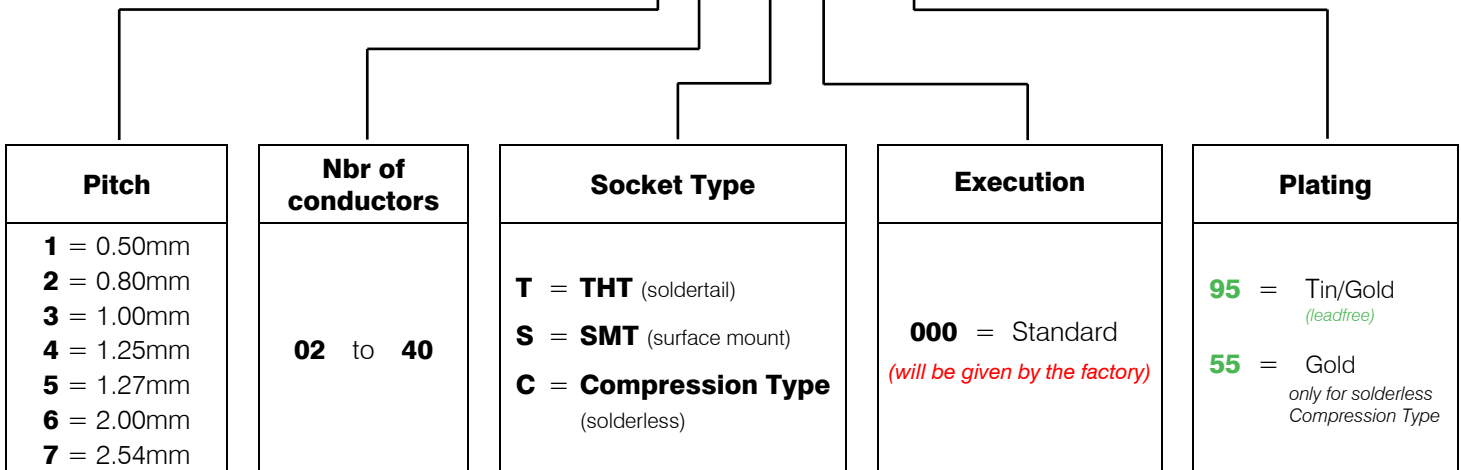 Pitch
1 = 0.50mm
2 = 0.80mm
3 = 1.00mm
4 = 1.25mm
5 = 1.27mm
6 = 2.00mm
7 = 2.54mm
Nbr of
conductors
02 to 40
Socket Type
T = THT (soldertail)
S = SMT (surface mount)
C = Compression Type
(solderless)
Execution
000 = Standard
(will be given by the factory)
Plating
95 = Tin/Gold
(leadfree)
55 = Gold
only for solderless
Compression Type